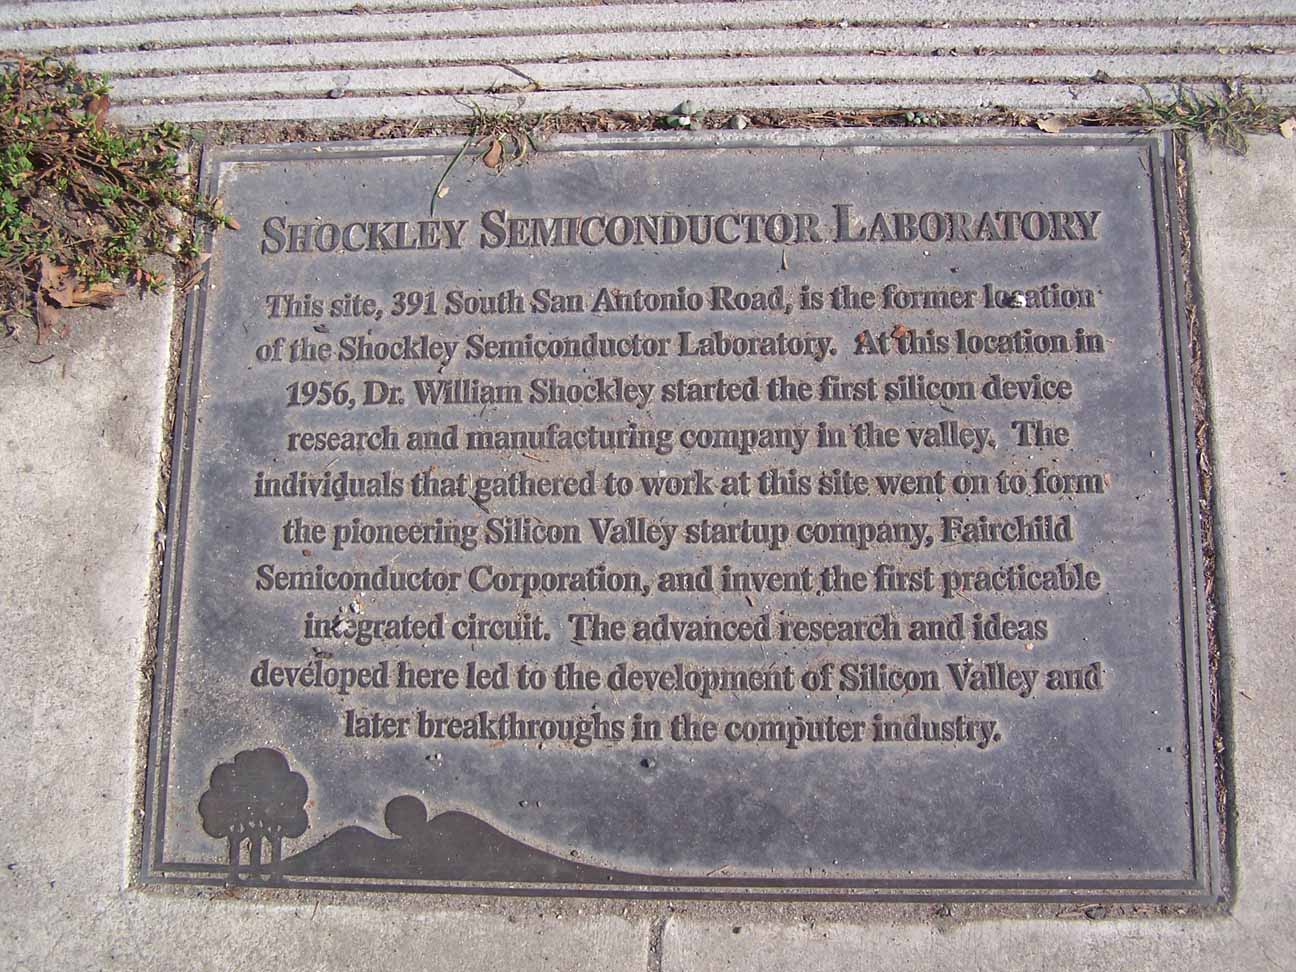 SHOCKLEY SEMICONDUCTOR LABORATORY
This site, 391 South San Antonio Road, is the former location
of the Shockley Semiconductor Laboratory. At this location in
1956, Dr. William Shockley started the first silicon device
research and manufacturing company in the valley. The
individuals that gathered to work at this site went on to form
the pioneering Silicon Valley startup company, Fairchild
Semiconductor Corporation, and invent the first practicable
integrated circuit. The advanced research and ideas
developed here led to the development of Silicon Valley and
later breakthroughs in the computer industry.